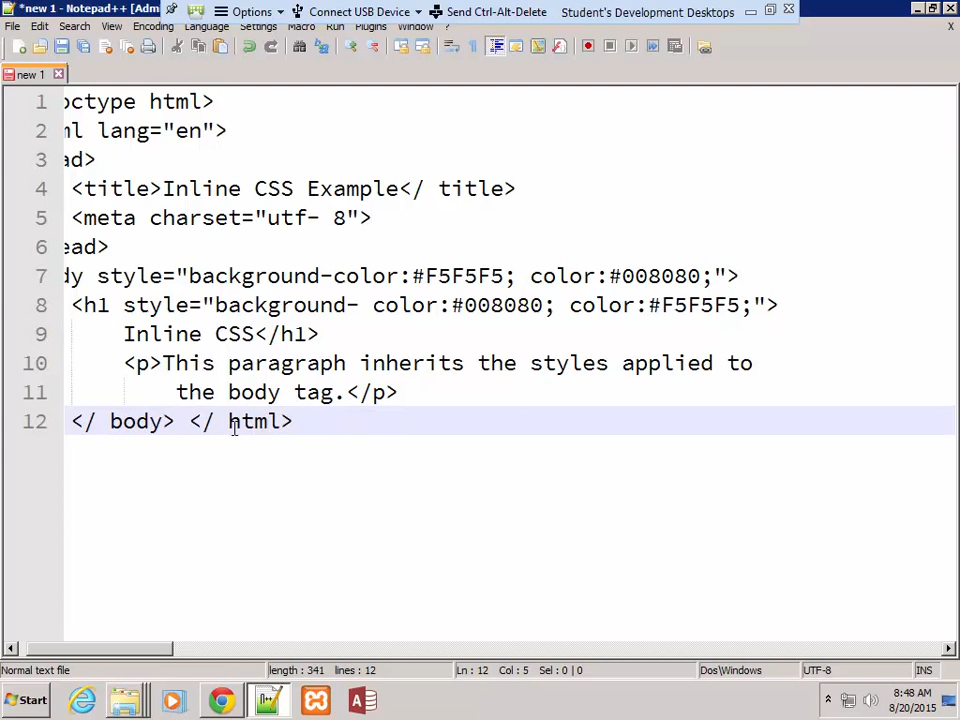 *new 1 - Notepad++ [Adm
Options
Connect USB Device
Send Ctrl-Alt-Delete
Student's Development Desktops
File Edit Search View Encoding Language Settings Macro Run Plugins Window ? X
new 1
1 octype html>
2 ml lang="en">
3 ad>
4 <title>Inline CSS Example</ title>
5 <meta charset="utf- 8">
6 ead>
7 dy style="background-color:#F5F5F5; color:#008080;">
8 <h1 style="background- color:#008080; color:#F5F5F5;">
9 Inline CSS</h1>
10 <p>This paragraph inherits the styles applied to
11 the body tag.</p>
12 </ body> </ html>
Normal text file length : 341 lines : 12 Ln : 12 Col : 5 Sel : 0 | 0 Dos\Windows UTF-8 INS
Start
8:48 AM
8/20/2015